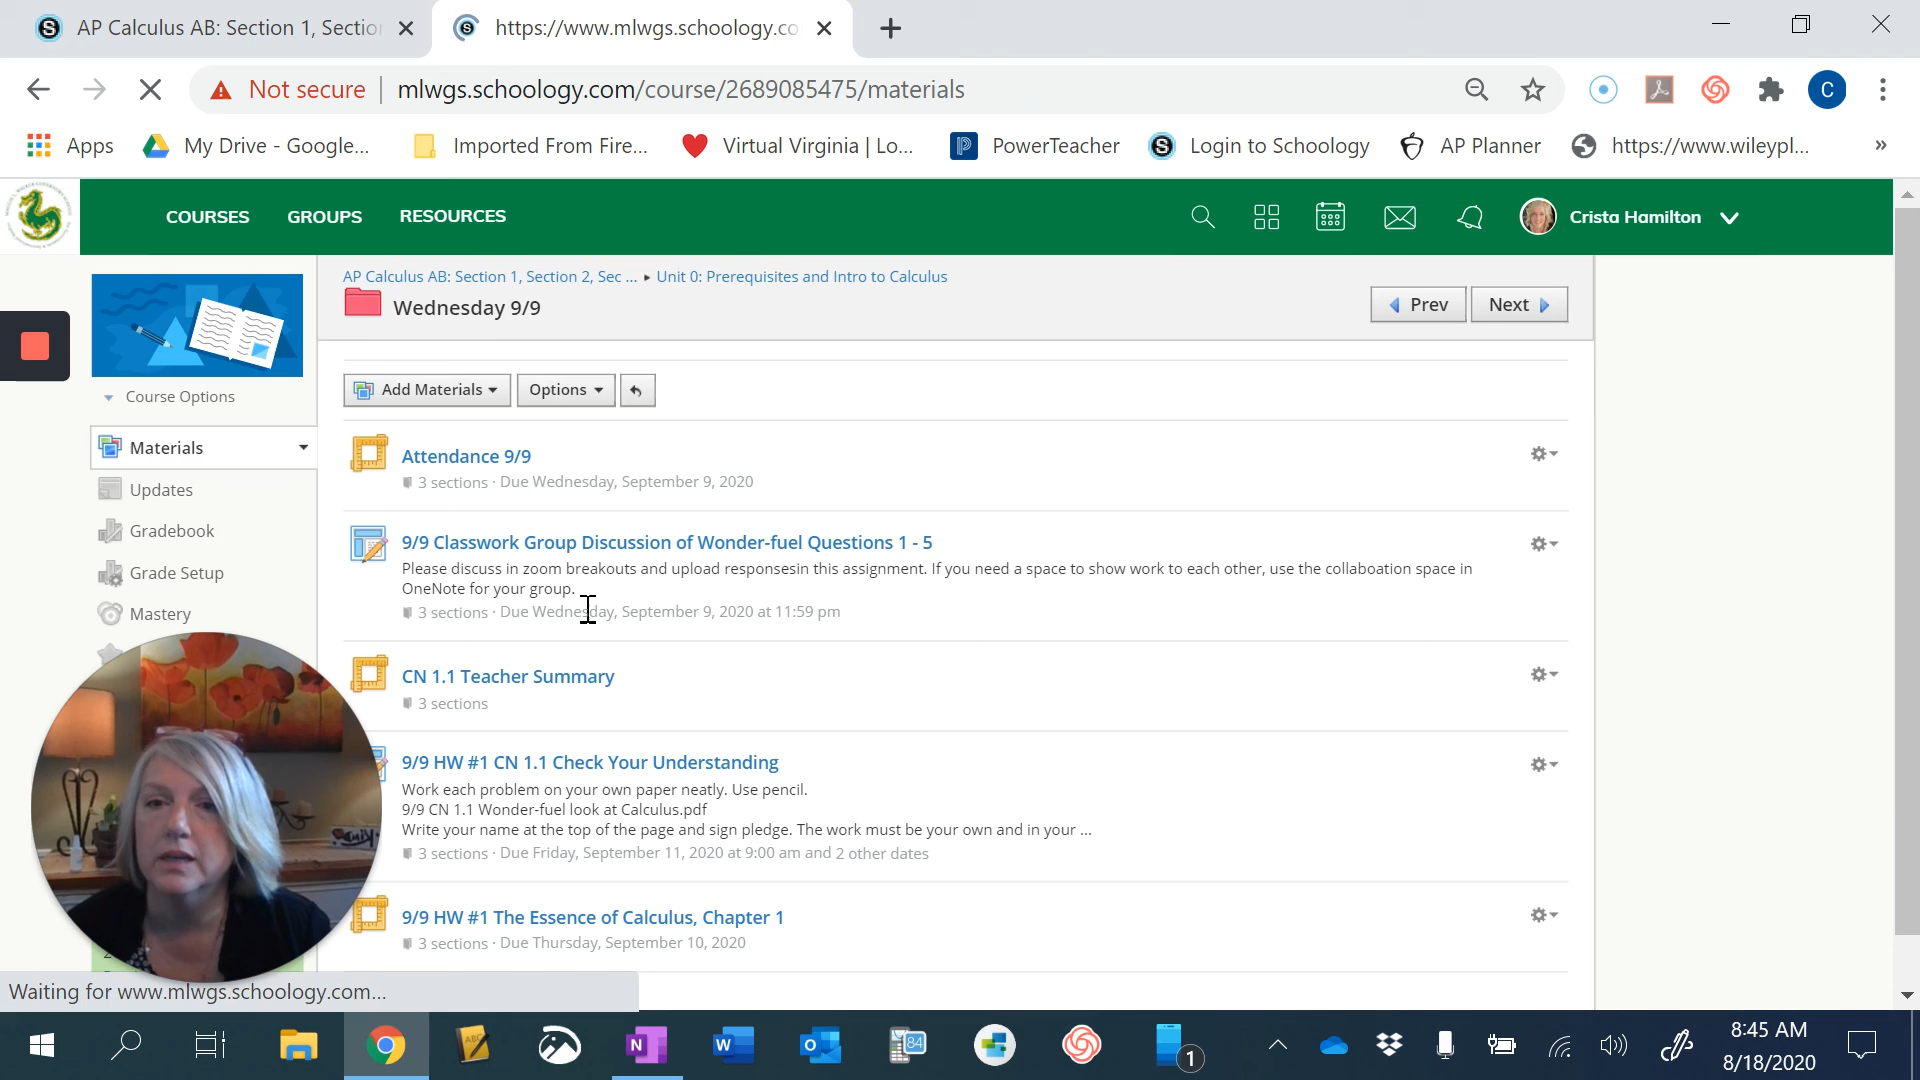 AP Calculus AB: Section 1, Sectio
https://www.mlwgs.schoology.co
Not secure
mlwgs.schoology.com/course/2689085475/materials
C
Apps
My Drive - Google...
Imported From Fire...
Virtual Virginia | Lo...
PowerTeacher
Login to Schoology
AP Planner
https://www.wileypl...
»
COURSES
GROUPS
RESOURCES
Crista Hamilton
AP Calculus AB: Section 1, Section 2, Sec ... ▸ Unit 0: Prerequisites and Intro to Calculus
Wednesday 9/9
Prev
Next
Course Options
Materials
Updates
Gradebook
Grade Setup
Mastery
Add Materials
Options
Attendance 9/9
3 sections · Due Wednesday, September 9, 2020
9/9 Classwork Group Discussion of Wonder-fuel Questions 1 - 5
Please discuss in zoom breakouts and upload responsesin this assignment. If you need a space to show work to each other, use the collaboation space in
OneNote for your group.
3 sections · Due Wednesday, September 9, 2020 at 11:59 pm
CN 1.1 Teacher Summary
3 sections
9/9 HW #1 CN 1.1 Check Your Understanding
Work each problem on your own paper neatly. Use pencil.
9/9 CN 1.1 Wonder-fuel look at Calculus.pdf
Write your name at the top of the page and sign pledge. The work must be your own and in your ...
3 sections · Due Friday, September 11, 2020 at 9:00 am and 2 other dates
9/9 HW #1 The Essence of Calculus, Chapter 1
3 sections · Due Thursday, September 10, 2020
Waiting for www.mlwgs.schoology.com...
84
1
8:45 AM
8/18/2020